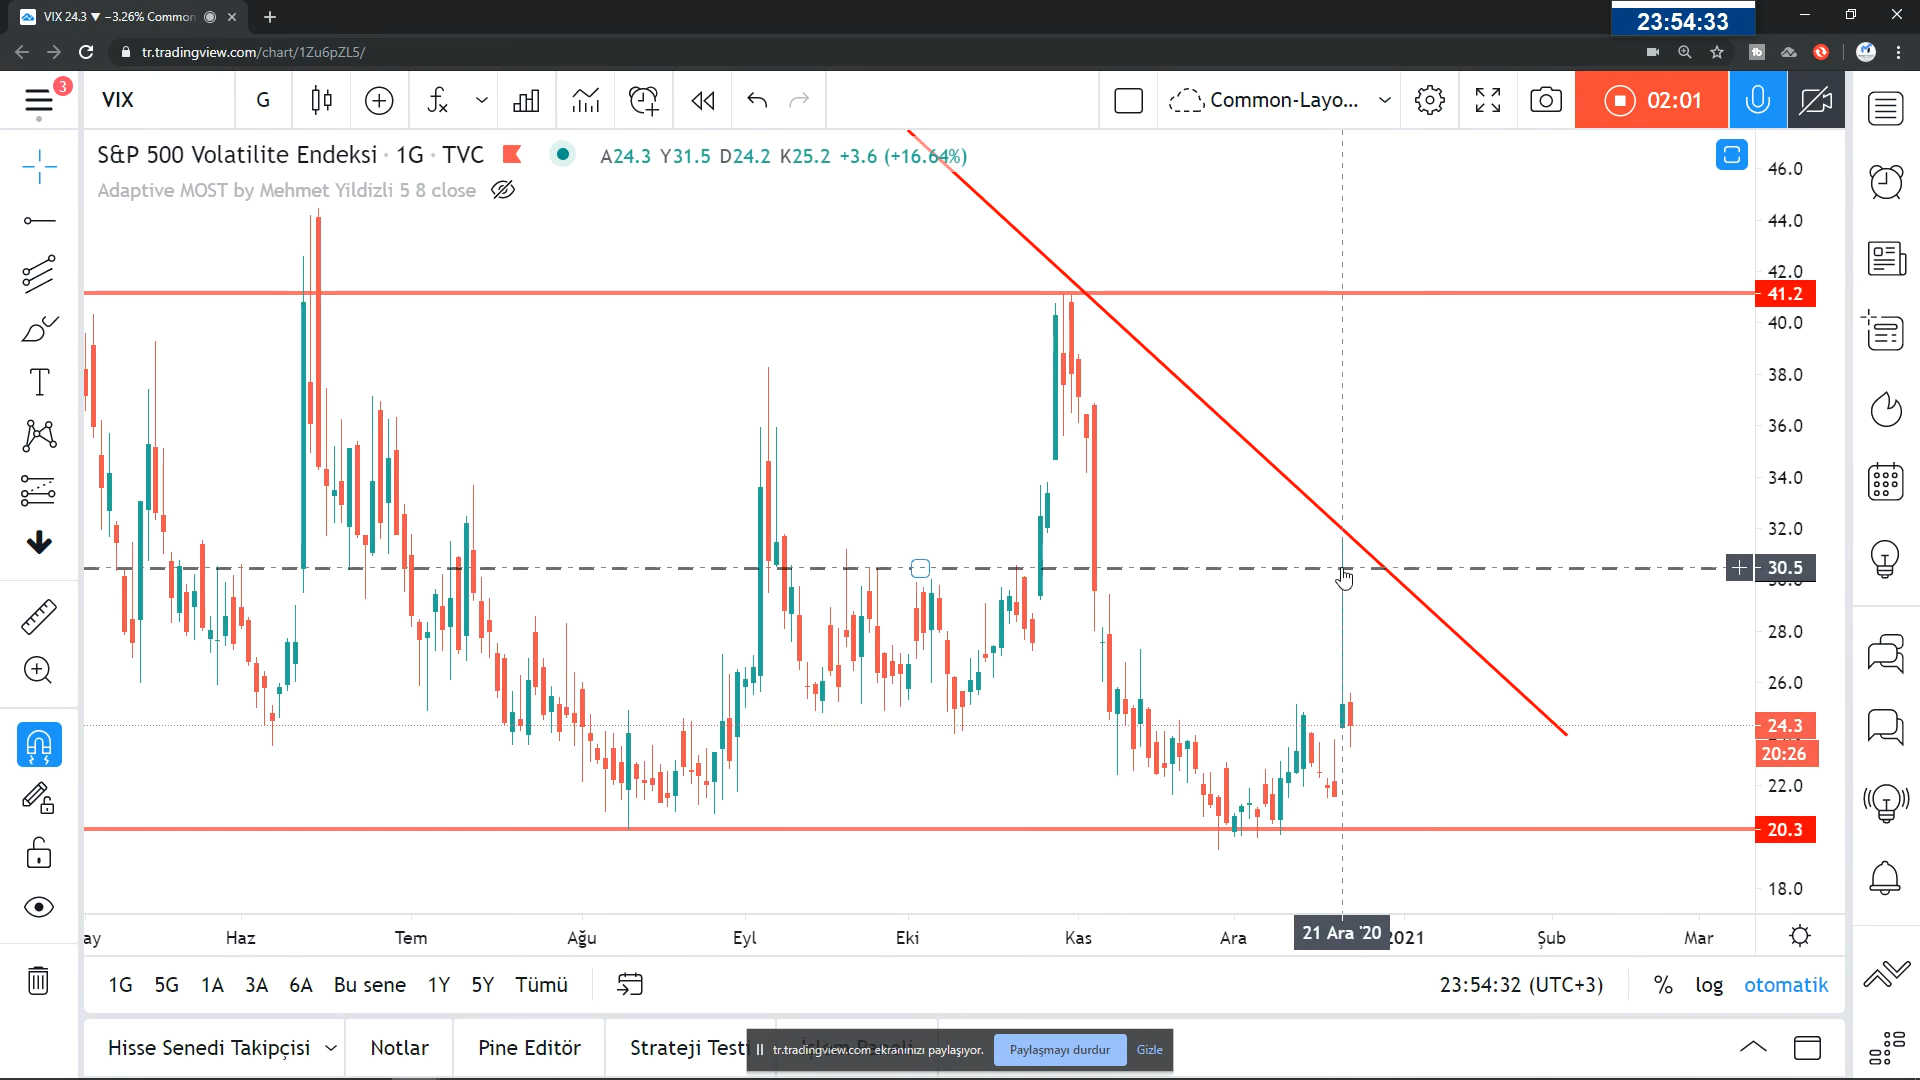 VIX 24.3 ▼ −3.26% Common
23:54:33
tr.tradingview.com/chart/1Zu6pZL5/
3
VIX
G
Common-Layo...
02:01
S&P 500 Volatilite Endeksi · 1G · TVC
A24.3 Y31.5 D24.2 K25.2 +3.6 (+16.64%)
Adaptive MOST by Mehmet Yildizli 5 8 close
46.0
44.0
42.0
41.2
40.0
38.0
36.0
34.0
32.0
30.5
28.0
26.0
24.3
20:26
22.0
20.3
18.0
ay Haz Tem Ağu Eyl Eki Kas Ara 21 Ara '20 2021 Şub Mar
1G 5G 1A 3A 6A Bu sene 1Y 5Y Tümü
23:54:32 (UTC+3) % log otomatik
Hisse Senedi Takipçisi Notlar Pine Editör Strateji Testi
tr.tradingview.com ekranınızı paylaşıyor. Paylaşmayı durdur Gizle